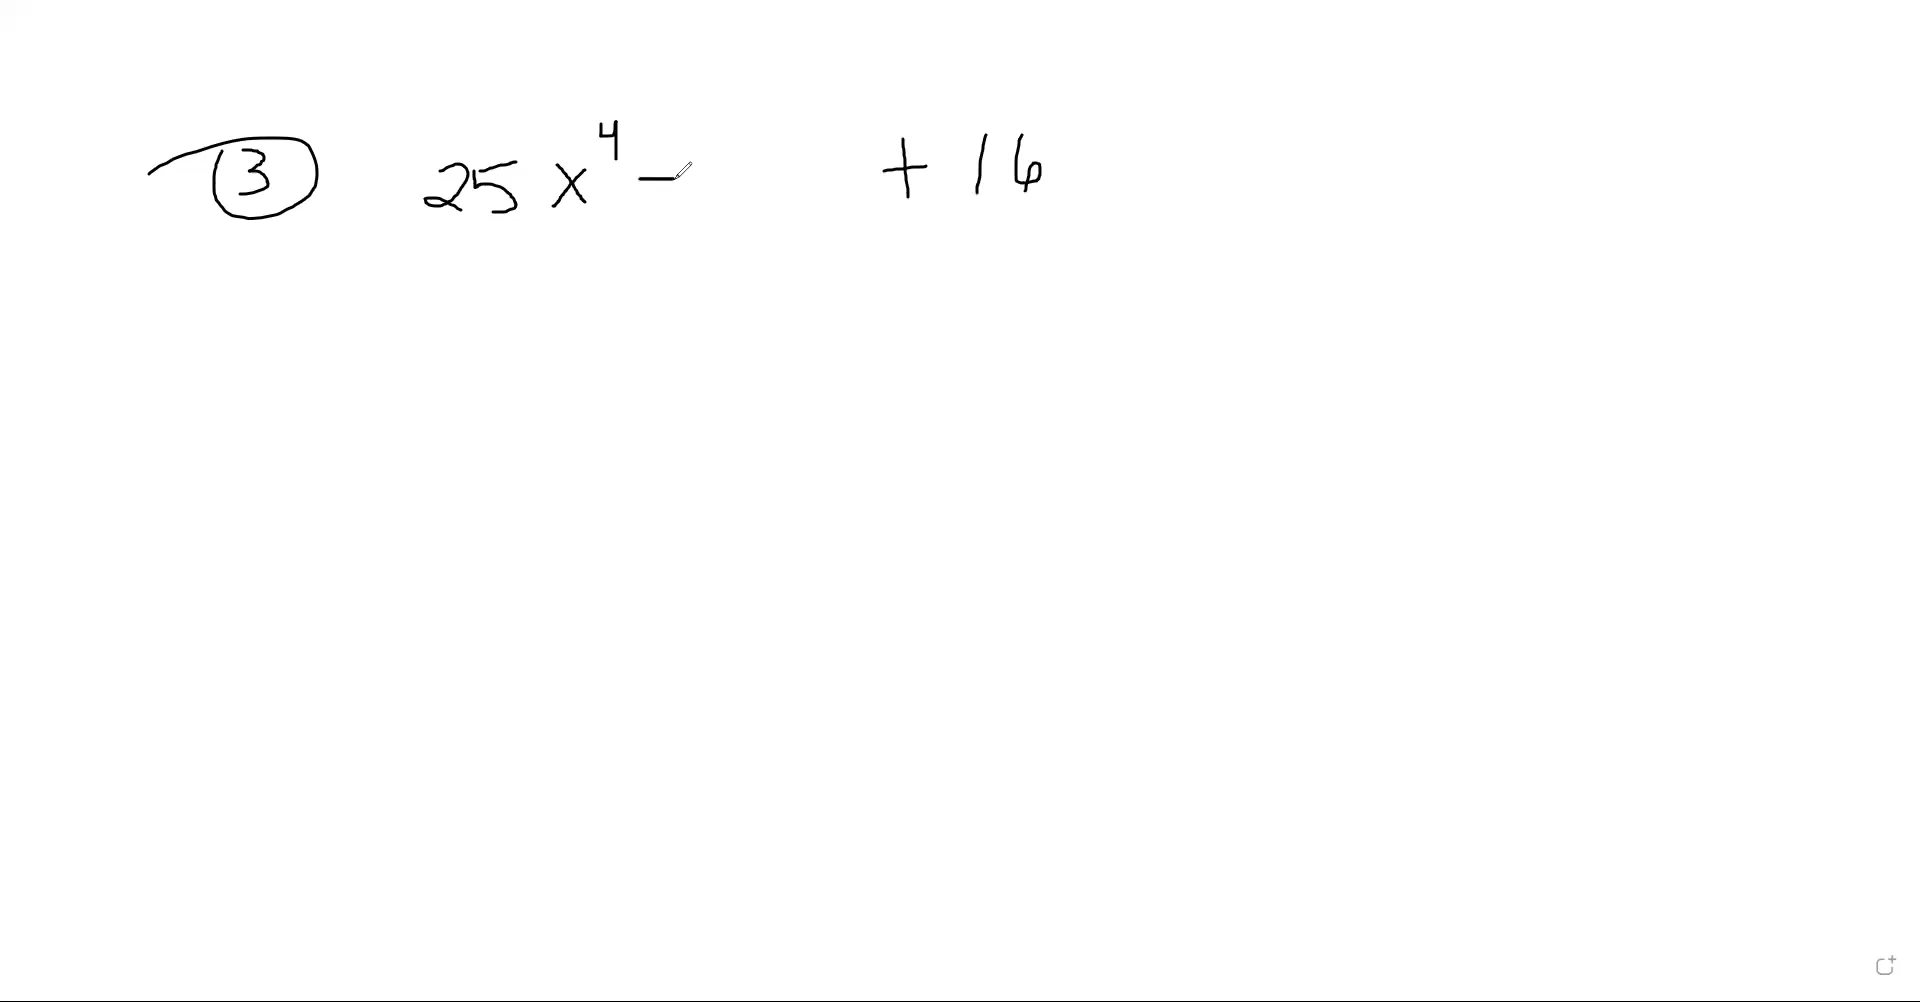 ③ 25x⁴ – + 16